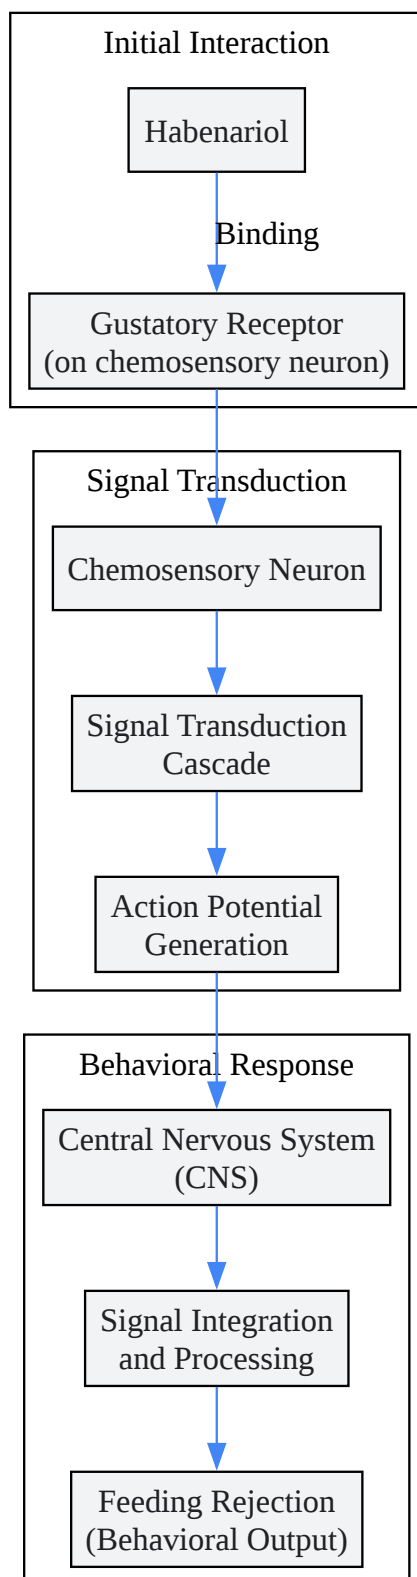 Initial Interaction
Habenariol
Binding
Gustatory Receptor
(on chemosensory neuron)
Signal Transduction
Chemosensory Neuron
Signal Transduction
Cascade
Action Potential
Generation
Behavioral Response
Central Nervous System
(CNS)
Signal Integration
and Processing
Feeding Rejection
(Behavioral Output)